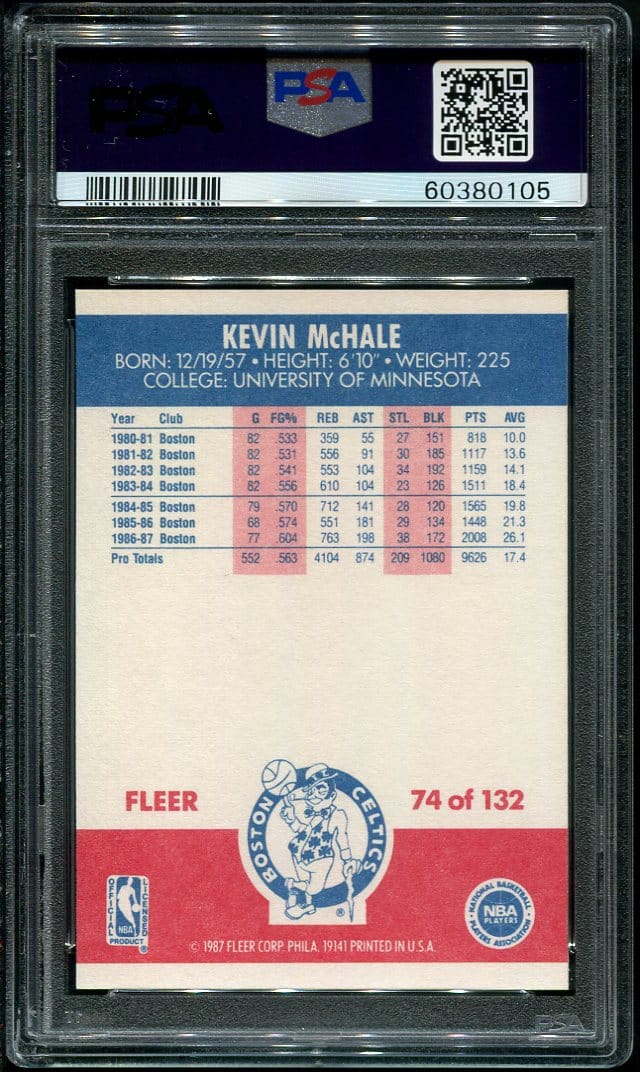 PSA
PSA
60380105
KEVIN McHALE
BORN: 12/19/57 • HEIGHT: 6'10" • WEIGHT: 225
COLLEGE: UNIVERSITY OF MINNESOTA
Year Club G FG% REB AST STL BLK PTS AVG
1980-81 Boston 82 .533 359 55 27 151 818 10.0
1981-82 Boston 82 .531 556 91 30 185 1117 13.6
1982-83 Boston 82 .541 553 104 34 192 1159 14.1
1983-84 Boston 82 .556 610 104 23 126 1511 18.4
1984-85 Boston 79 .570 712 141 28 120 1565 19.8
1985-86 Boston 68 .574 551 181 29 134 1448 21.3
1986-87 Boston 77 .604 763 198 38 172 2008 26.1
Pro Totals 552 .563 4104 874 209 1080 9626 17.4
FLEER
74 of 132
BOSTON CELTICS
®
OFFICIAL LICENSED
NBA
PRODUCT ®
NATIONAL BASKETBALL
NBA
PLAYERS
PLAYERS ASSOCIATION
© 1987 FLEER CORP. PHILA. 19141 PRINTED IN U.S.A.
PSA